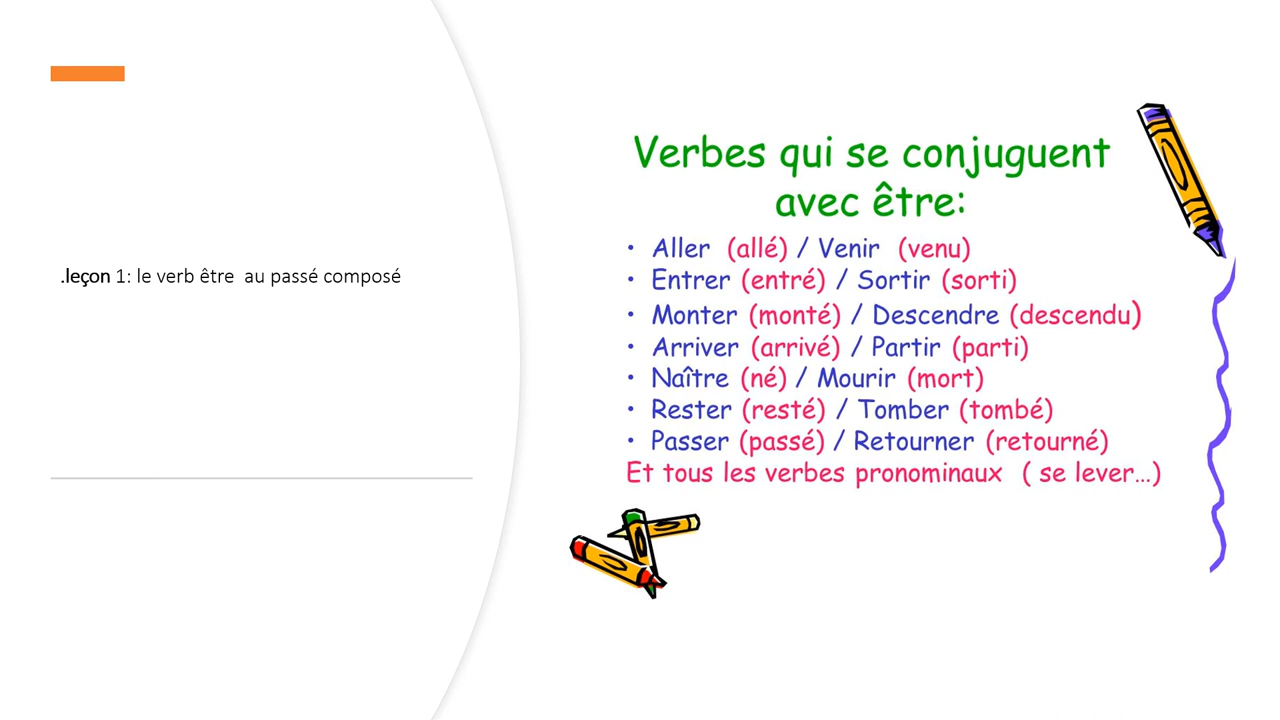 .leçon 1: le verb être  au passé composé
Verbes qui se conjuguent
avec être:
• Aller  (allé) / Venir  (venu)
• Entrer (entré) / Sortir (sorti)
• Monter (monté) / Descendre (descendu)
• Arriver (arrivé) / Partir (parti)
• Naître (né) / Mourir (mort)
• Rester (resté) / Tomber (tombé)
• Passer (passé) / Retourner (retourné)
Et tous les verbes pronominaux  ( se lever…)